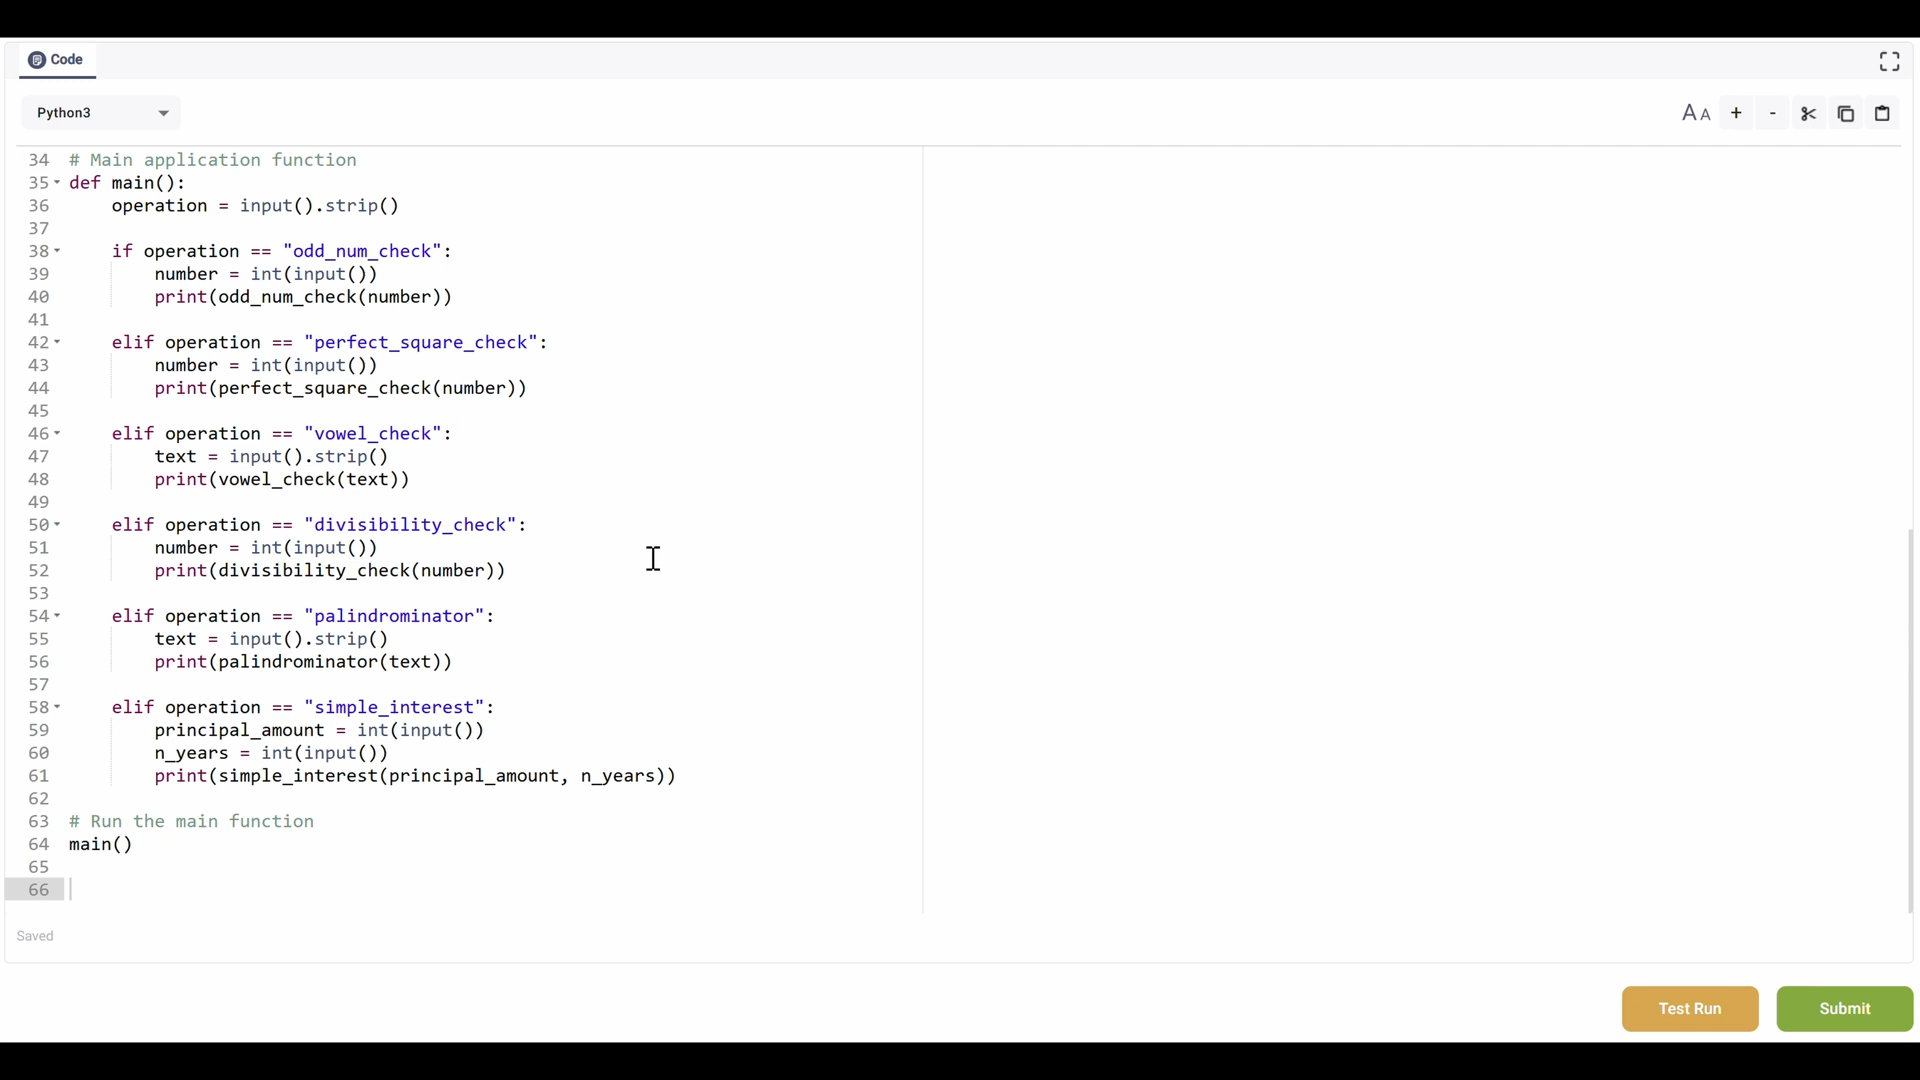 Code
Python3
A A + -
34 # Main application function
35 def main():
36     operation = input().strip()
37
38     if operation == "odd_num_check":
39         number = int(input())
40         print(odd_num_check(number))
41
42     elif operation == "perfect_square_check":
43         number = int(input())
44         print(perfect_square_check(number))
45
46     elif operation == "vowel_check":
47         text = input().strip()
48         print(vowel_check(text))
49
50     elif operation == "divisibility_check":
51         number = int(input())
52         print(divisibility_check(number))
53
54     elif operation == "palindrominator":
55         text = input().strip()
56         print(palindrominator(text))
57
58     elif operation == "simple_interest":
59         principal_amount = int(input())
60         n_years = int(input())
61         print(simple_interest(principal_amount, n_years))
62
63 # Run the main function
64 main()
65
66
Saved
Test Run Submit